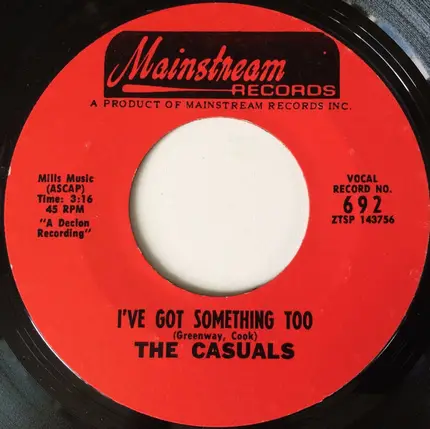 Mainstream
RECORDS
A PRODUCT OF MAINSTREAM RECORDS INC.
Mills Music
(ASCAP)
Time: 3:16
45 RPM
"A Declon
Recording"
VOCAL
RECORD NO.
692
ZTSP 143756
I'VE GOT SOMETHING TOO
(Greenway, Cook)
THE CASUALS